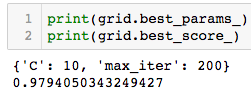 1 print(grid.best_params_)
2 print(grid.best_score_)
{'C': 10, 'max_iter': 200}
0.9794050343249427